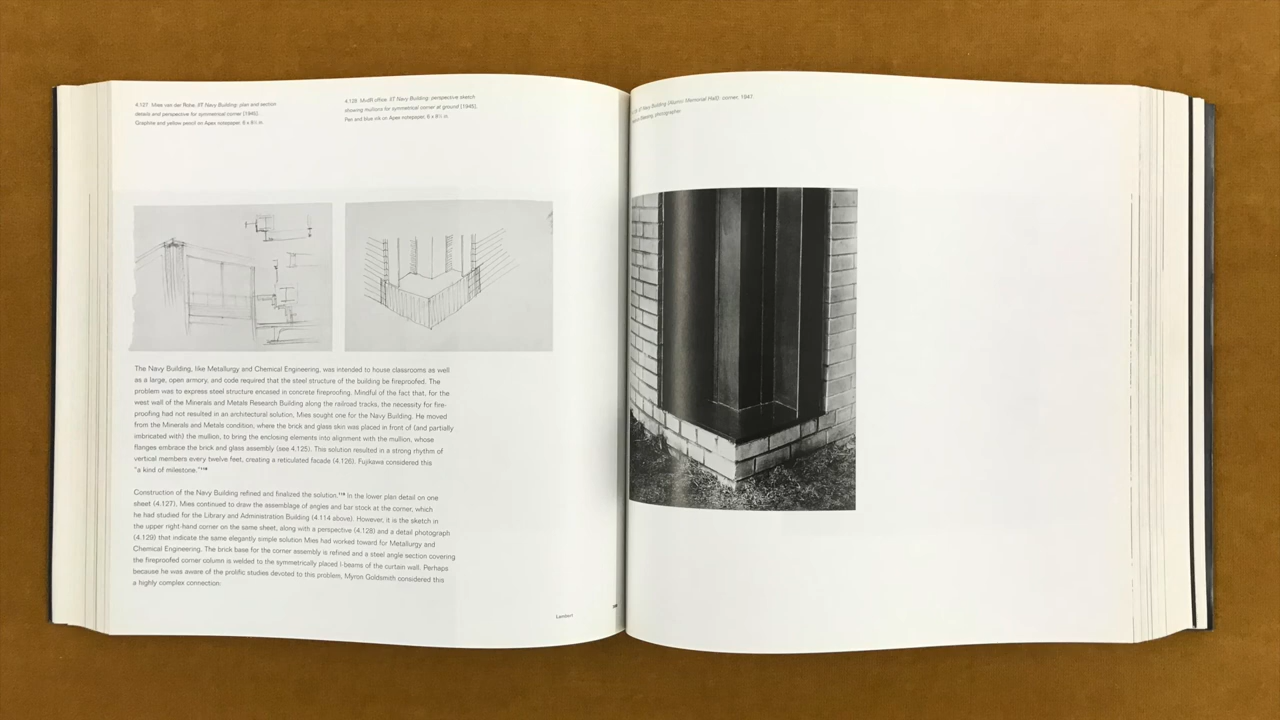 4.127 Mies van der Rohe, IIT Navy Building: plan and section
details and perspective for symmetrical corner [1945].
Graphite and yellow pencil on Apex notepaper, 6 x 9½ in.
4.128 MvdR office. IIT Navy Building: perspective sketch
showing mullions for symmetrical corner at ground [1945].
Pen and blue ink on Apex notepaper, 6 x 9½ in.
The Navy Building, like Metallurgy and Chemical Engineering, was intended to house classrooms as well
as a large, open armory, and code required that the steel structure of the building be fireproofed. The
problem was to express steel structure encased in concrete fireproofing. Mindful of the fact that, for the
west wall of the Minerals and Metals Research Building along the railroad tracks, the necessity for fire-
proofing had not resulted in an architectural solution, Mies sought one for the Navy Building. He moved
from the Minerals and Metals condition, where the brick and glass skin was placed in front of (and partially
imbricated with) the mullion, to bring the enclosing elements into alignment with the mullion, whose
flanges embrace the brick and glass assembly (see 4.125). This solution resulted in a strong rhythm of
vertical members every twelve feet, creating a reticulated facade (4.126). Fujikawa considered this
"a kind of milestone."¹¹⁸
Construction of the Navy Building refined and finalized the solution.¹¹⁹ In the lower plan detail on one
sheet (4.127), Mies continued to draw the assemblage of angles and bar stock at the corner, which
he had studied for the Library and Administration Building (4.114 above). However, it is the sketch in
the upper right-hand corner on the same sheet, along with a perspective (4.128) and a detail photograph
(4.129) that indicate the same elegantly simple solution Mies had worked toward for Metallurgy and
Chemical Engineering. The brick base for the corner assembly is refined and a steel angle section covering
the fireproofed corner column is welded to the symmetrically placed I-beams of the curtain wall. Perhaps
because he was aware of the prolific studies devoted to this problem, Myron Goldsmith considered this
a highly complex connection:
Lambert
IIT Navy Building (Alumni Memorial Hall): corner, 1947.
photographer